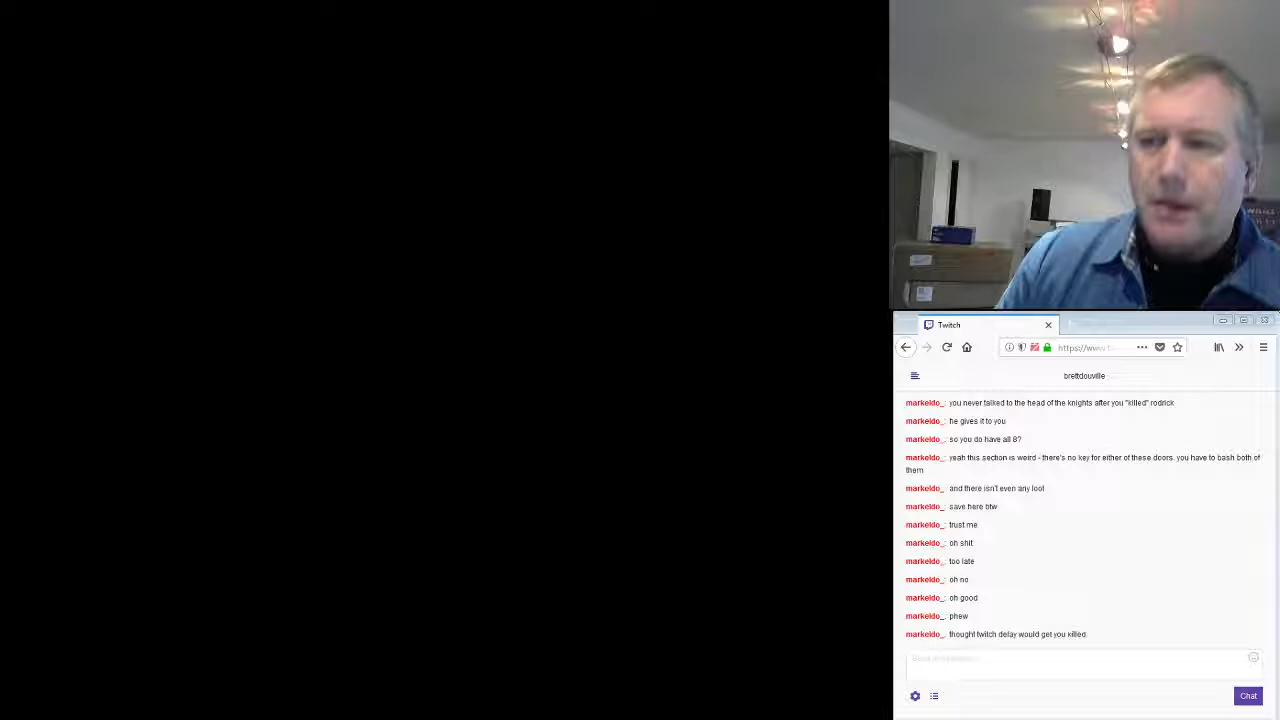 Twitch
https://www.t
brettdouville
markeldo_: you never talked to the head of the knights after you "killed" rodrick
markeldo_: he gives it to you
markeldo_: so you do have all 8?
markeldo_: yeah this section is weird - there's no key for either of these doors. you have to bash both of
them
markeldo_: and there isn't even any loot
markeldo_: save here btw
markeldo_: trust me
markeldo_: oh shit
markeldo_: too late
markeldo_: oh no
markeldo_: oh good
markeldo_: phew
markeldo_: thought twitch delay would get you killed.
Chat